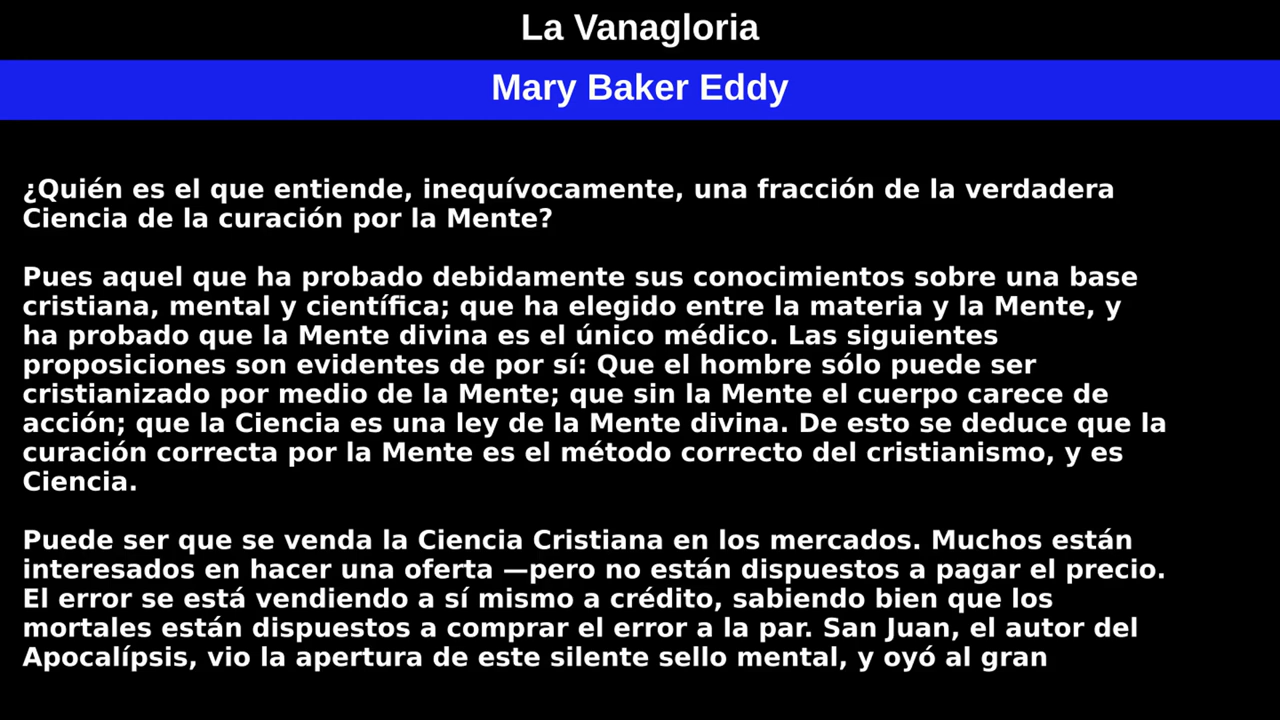 La Vanagloria
Mary Baker Eddy
¿Quién es el que entiende, inequívocamente, una fracción de la verdadera
Ciencia de la curación por la Mente?
Pues aquel que ha probado debidamente sus conocimientos sobre una base
cristiana, mental y científica; que ha elegido entre la materia y la Mente, y
ha probado que la Mente divina es el único médico. Las siguientes
proposiciones son evidentes de por sí: Que el hombre sólo puede ser
cristianizado por medio de la Mente; que sin la Mente el cuerpo carece de
acción; que la Ciencia es una ley de la Mente divina. De esto se deduce que la
curación correcta por la Mente es el método correcto del cristianismo, y es
Ciencia.
Puede ser que se venda la Ciencia Cristiana en los mercados. Muchos están
interesados en hacer una oferta —pero no están dispuestos a pagar el precio.
El error se está vendiendo a sí mismo a crédito, sabiendo bien que los
mortales están dispuestos a comprar el error a la par. San Juan, el autor del
Apocalípsis, vio la apertura de este silente sello mental, y oyó al gran